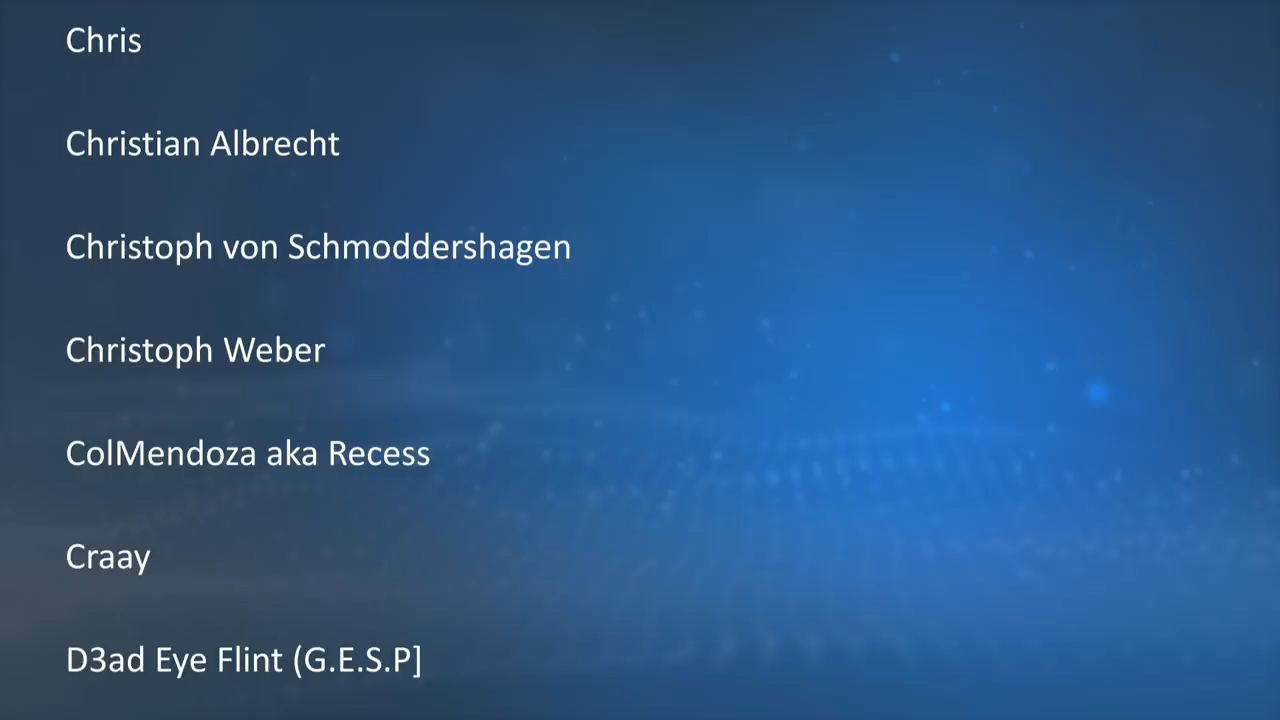 Chris
Christian Albrecht
Christoph von Schmoddershagen
Christoph Weber
ColMendoza aka Recess
Craay
D3ad Eye Flint (G.E.S.P]